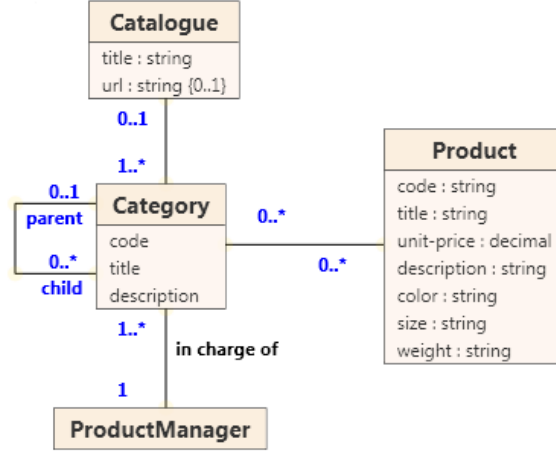 Catalogue
title : string
url : string {0..1}
0..1
1..*
Category
code
title
description
0..1
parent
0..*
child
0..*
0..*
Product
code : string
title : string
unit-price : decimal
description : string
color : string
size : string
weight : string
1..*
in charge of
1
ProductManager